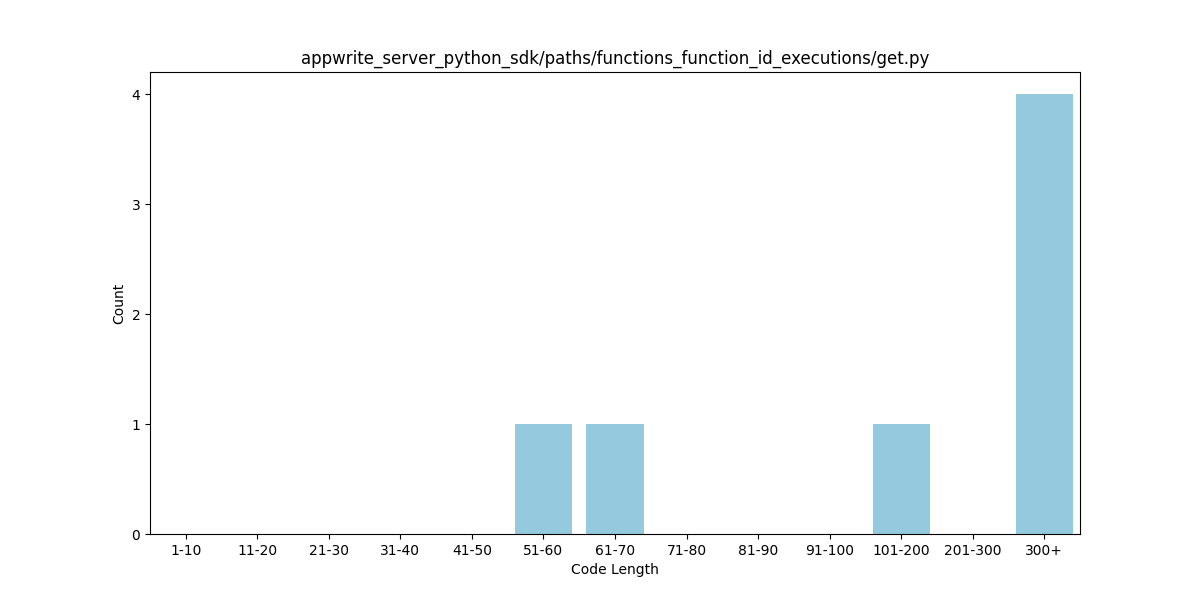 appwrite_server_python_sdk/paths/functions_function_id_executions/get.py
4
3
2
1
0
Count
1-10 11-20 21-30 31-40 41-50 51-60 61-70 71-80 81-90 91-100 101-200 201-300 300+
Code Length